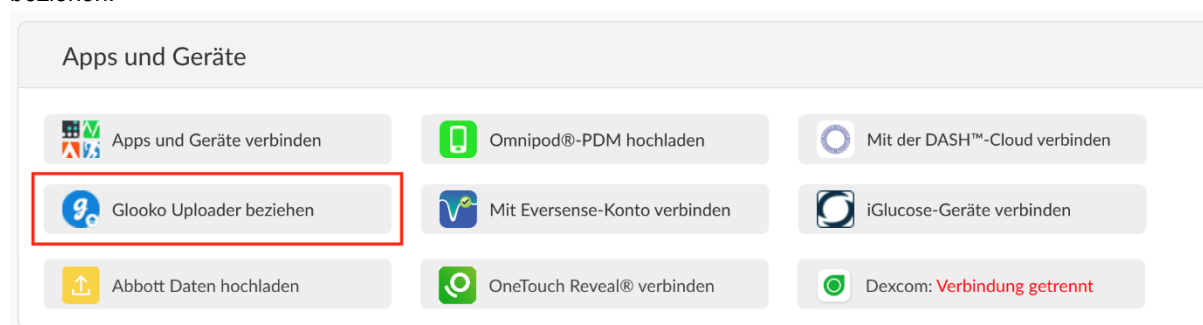 Apps und Geräte
Apps und Geräte verbinden
Omnipod®-PDM hochladen
Mit der DASH™-Cloud verbinden
Glooko Uploader beziehen
Mit Eversense-Konto verbinden
iGlucose-Geräte verbinden
Abbott Daten hochladen
OneTouch Reveal® verbinden
Dexcom: Verbindung getrennt